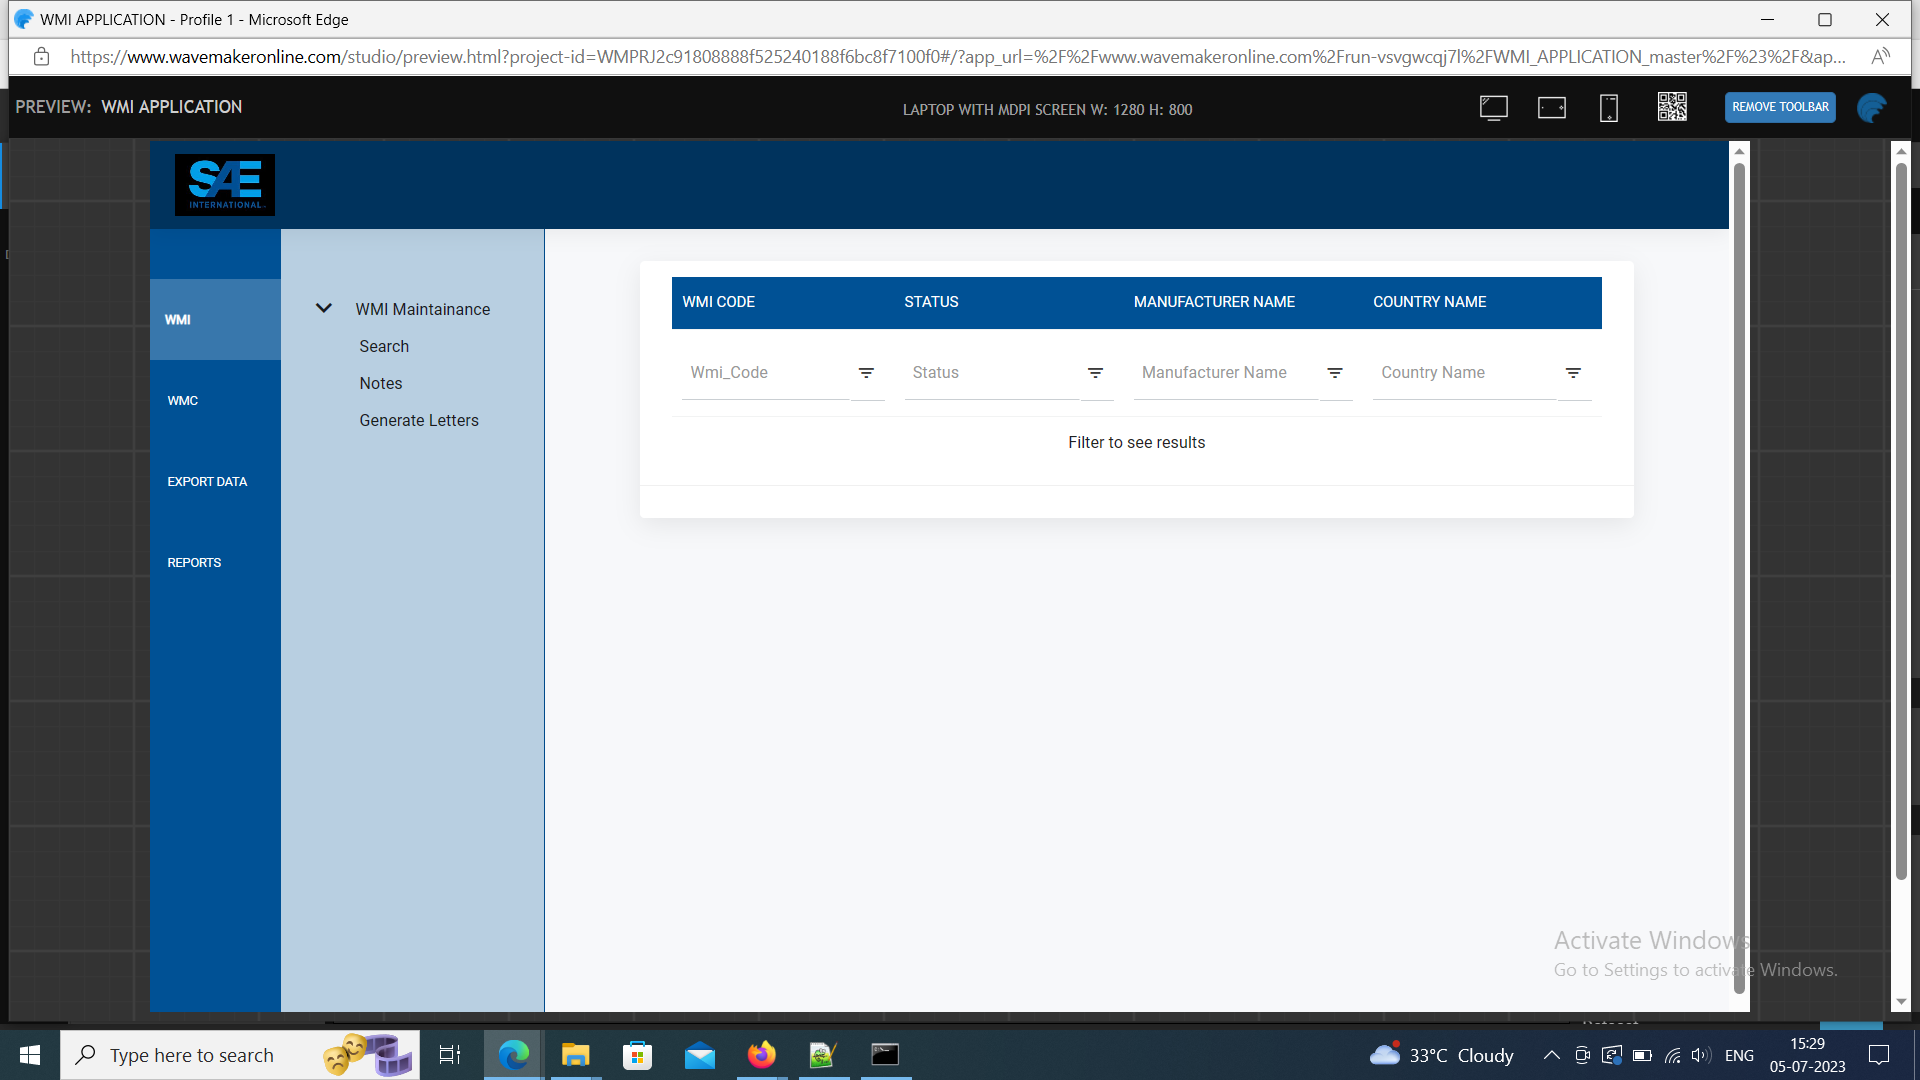 WMI APPLICATION - Profile 1 - Microsoft Edge
https://www.wavemakeronline.com/studio/preview.html?project-id=WMPRJ2c91808888f525240188f6bc8f7100f0#/?app_url=%2F%2Fwww.wavemakeronline.com%2Frun-vsvgwcqj7l%2FWMI_APPLICATION_master%2F%23%2F&ap...
PREVIEW: WMI APPLICATION
LAPTOP WITH MDPI SCREEN W: 1280 H: 800
REMOVE TOOLBAR
SAE
INTERNATIONAL.
WMI
WMC
EXPORT DATA
REPORTS
WMI Maintainance
Search
Notes
Generate Letters
WMI CODE STATUS MANUFACTURER NAME COUNTRY NAME
Wmi_Code Status Manufacturer Name Country Name
Filter to see results
Activate Windows
Go to Settings to activate Windows.
Type here to search
33°C Cloudy
ENG
15:29
05-07-2023